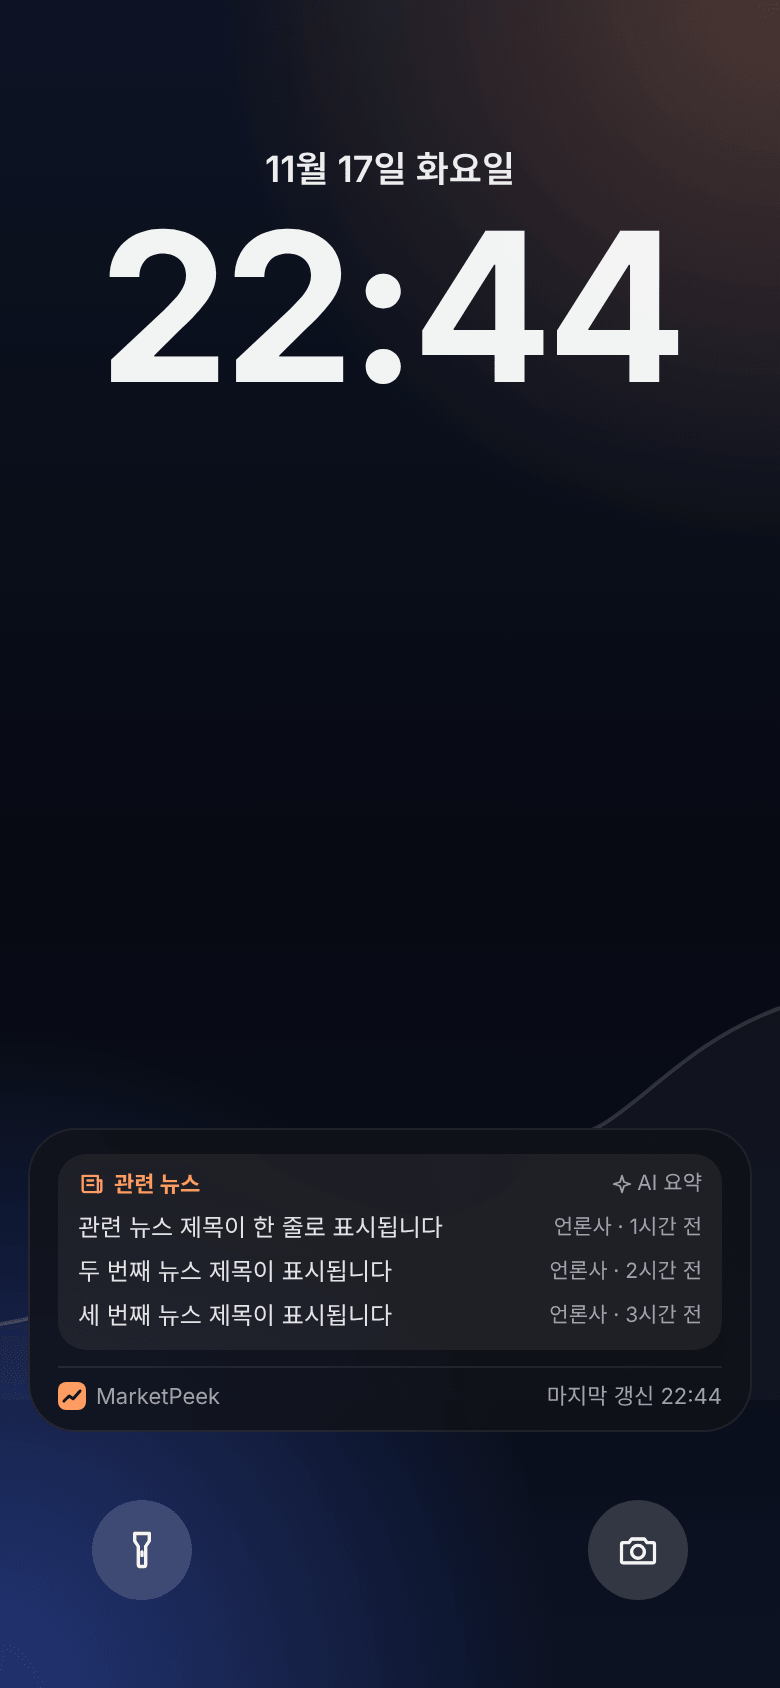 11월 17일 화요일
22:44
관련 뉴스 AI 요약
관련 뉴스 제목이 한 줄로 표시됩니다 언론사 · 1시간 전
두 번째 뉴스 제목이 표시됩니다 언론사 · 2시간 전
세 번째 뉴스 제목이 표시됩니다 언론사 · 3시간 전
MarketPeek 마지막 갱신 22:44